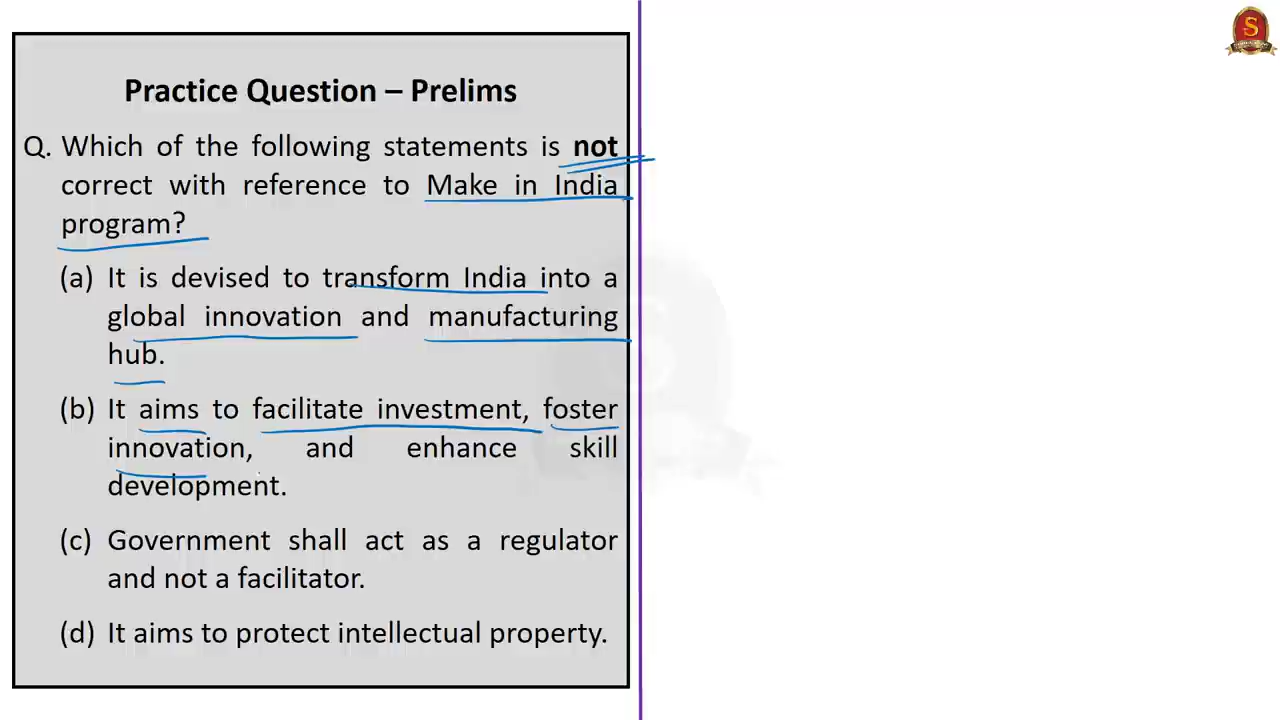 S
Practice Question – Prelims
Q. Which of the following statements is not
correct with reference to Make in India
program?
(a) It is devised to transform India into a
global innovation and manufacturing
hub.
(b) It aims to facilitate investment, foster
innovation, and enhance skill
development.
(c) Government shall act as a regulator
and not a facilitator.
(d) It aims to protect intellectual property.